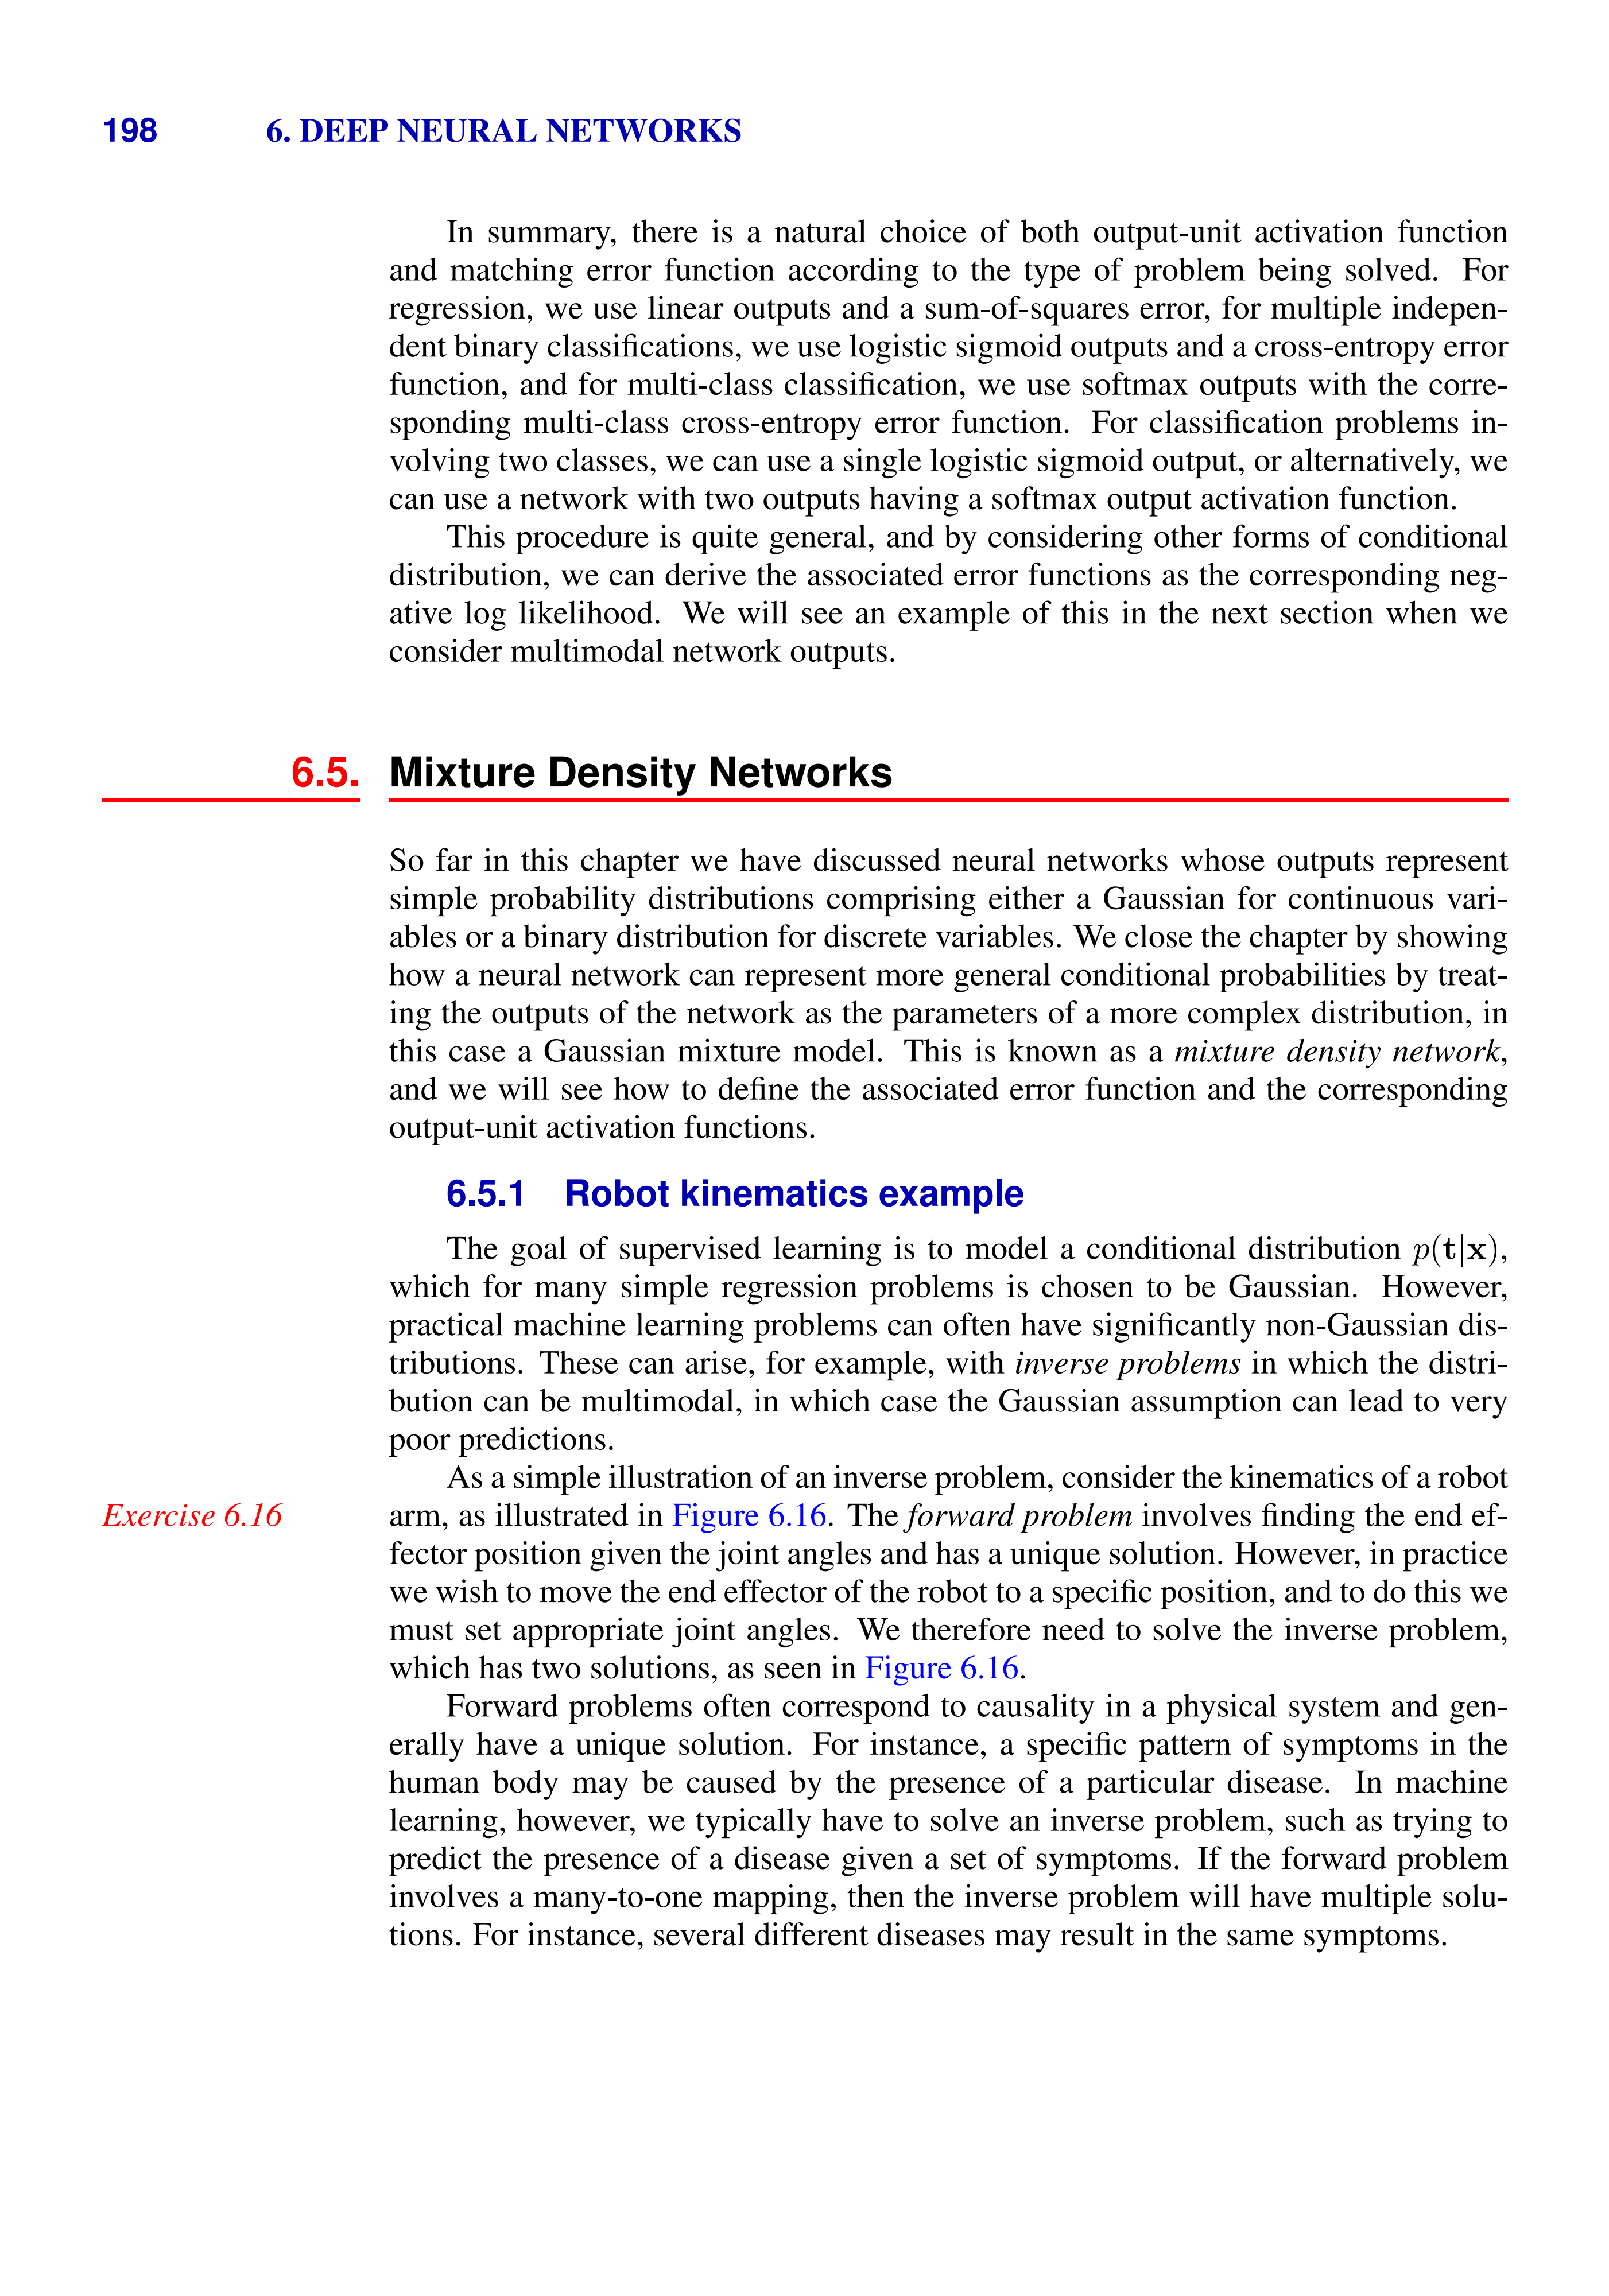 198 6. DEEP NEURAL NETWORKS
In summary, there is a natural choice of both output-unit activation function
and matching error function according to the type of problem being solved. For
regression, we use linear outputs and a sum-of-squares error, for multiple indepen-
dent binary classifications, we use logistic sigmoid outputs and a cross-entropy error
function, and for multi-class classification, we use softmax outputs with the corre-
sponding multi-class cross-entropy error function. For classification problems in-
volving two classes, we can use a single logistic sigmoid output, or alternatively, we
can use a network with two outputs having a softmax output activation function.
This procedure is quite general, and by considering other forms of conditional
distribution, we can derive the associated error functions as the corresponding neg-
ative log likelihood. We will see an example of this in the next section when we
consider multimodal network outputs.
6.5. Mixture Density Networks
So far in this chapter we have discussed neural networks whose outputs represent
simple probability distributions comprising either a Gaussian for continuous vari-
ables or a binary distribution for discrete variables. We close the chapter by showing
how a neural network can represent more general conditional probabilities by treat-
ing the outputs of the network as the parameters of a more complex distribution, in
this case a Gaussian mixture model. This is known as a mixture density network,
and we will see how to define the associated error function and the corresponding
output-unit activation functions.
6.5.1 Robot kinematics example
The goal of supervised learning is to model a conditional distribution p(t|x),
which for many simple regression problems is chosen to be Gaussian. However,
practical machine learning problems can often have significantly non-Gaussian dis-
tributions. These can arise, for example, with inverse problems in which the distri-
bution can be multimodal, in which case the Gaussian assumption can lead to very
poor predictions.
As a simple illustration of an inverse problem, consider the kinematics of a robot
Exercise 6.16 arm, as illustrated in Figure 6.16. The forward problem involves finding the end ef-
fector position given the joint angles and has a unique solution. However, in practice
we wish to move the end effector of the robot to a specific position, and to do this we
must set appropriate joint angles. We therefore need to solve the inverse problem,
which has two solutions, as seen in Figure 6.16.
Forward problems often correspond to causality in a physical system and gen-
erally have a unique solution. For instance, a specific pattern of symptoms in the
human body may be caused by the presence of a particular disease. In machine
learning, however, we typically have to solve an inverse problem, such as trying to
predict the presence of a disease given a set of symptoms. If the forward problem
involves a many-to-one mapping, then the inverse problem will have multiple solu-
tions. For instance, several different diseases may result in the same symptoms.